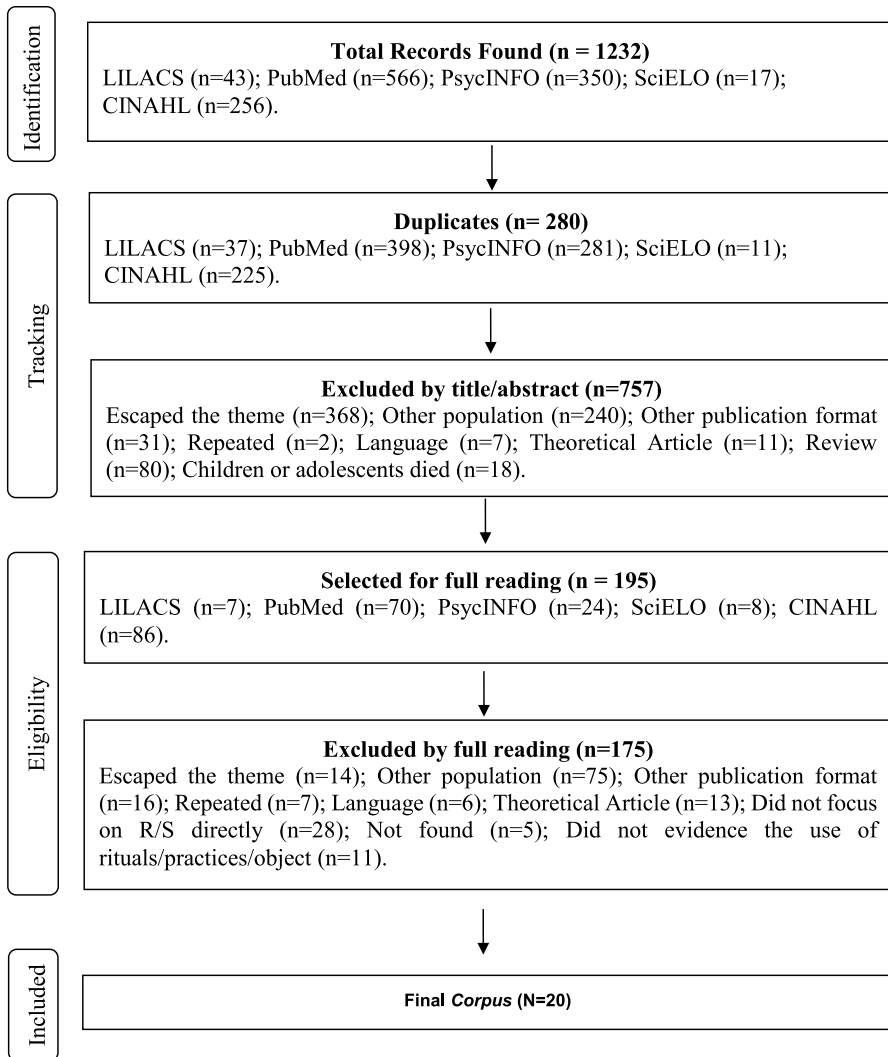 Identification
Total Records Found (n = 1232)
LILACS (n=43); PubMed (n=566); PsycINFO (n=350); SciELO (n=17);
CINAHL (n=256).
Tracking
Duplicates (n= 280)
LILACS (n=37); PubMed (n=398); PsycINFO (n=281); SciELO (n=11);
CINAHL (n=225).
Excluded by title/abstract (n=757)
Escaped the theme (n=368); Other population (n=240); Other publication format
(n=31); Repeated (n=2); Language (n=7); Theoretical Article (n=11); Review
(n=80); Children or adolescents died (n=18).
Eligibility
Selected for full reading (n = 195)
LILACS (n=7); PubMed (n=70); PsycINFO (n=24); SciELO (n=8); CINAHL
(n=86).
Excluded by full reading (n=175)
Escaped the theme (n=14); Other population (n=75); Other publication format
(n=16); Repeated (n=7); Language (n=6); Theoretical Article (n=13); Did not focus
on R/S directly (n=28); Not found (n=5); Did not evidence the use of
rituals/practices/object (n=11).
Included
Final Corpus (N=20)